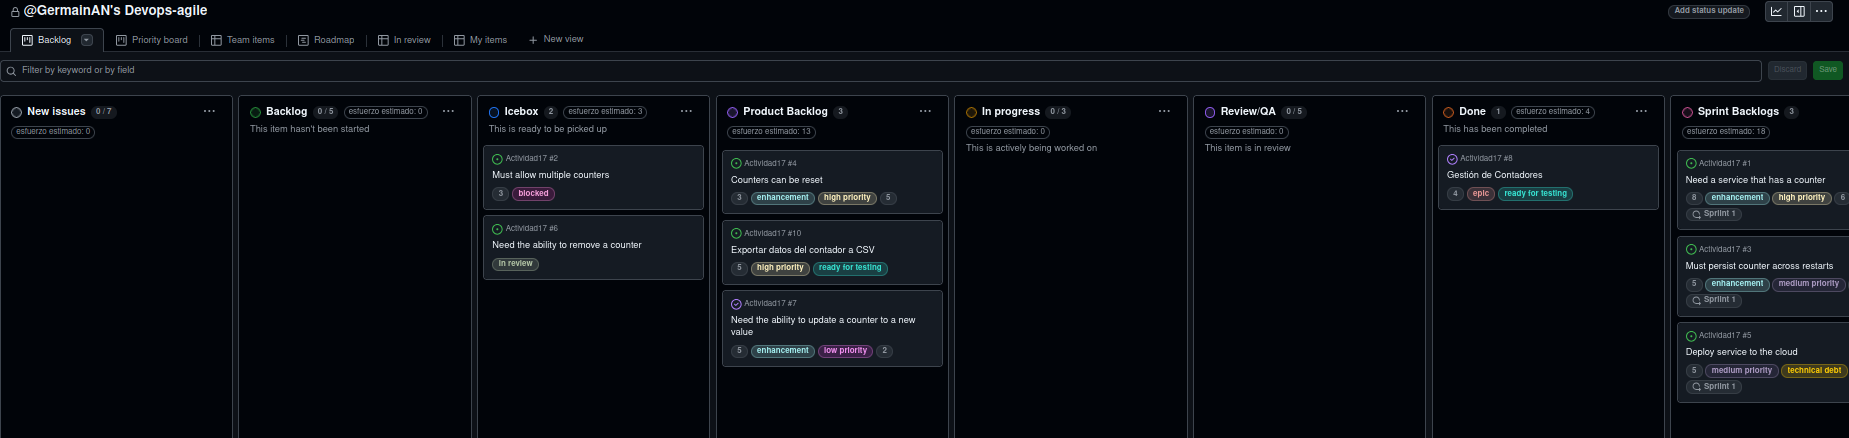 @GermainAN's Devops-agile
Add status update
Backlog
Priority board
Team items
Roadmap
In review
My items
New view
Filter by keyword or by field
Discard
Save
New issues 0 / 7
esfuerzo estimado: 0
Backlog 0 / 5 esfuerzo estimado: 0
This item hasn't been started
Icebox 2 esfuerzo estimado: 3
This is ready to be picked up
Actividad17 #2
Must allow multiple counters
3 blocked
Actividad17 #6
Need the ability to remove a counter
in review
Product Backlog 3
esfuerzo estimado: 13
Actividad17 #4
Counters can be reset
3 enhancement high priority 5
Actividad17 #10
Exportar datos del contador a CSV
5 high priority ready for testing
Actividad17 #7
Need the ability to update a counter to a new
value
5 enhancement low priority 2
In progress 0 / 3
esfuerzo estimado: 0
This is actively being worked on
Review/QA 0 / 5
esfuerzo estimado: 0
This item is in review
Done 1 esfuerzo estimado: 4
This has been completed
Actividad17 #8
Gestión de Contadores
4 epic ready for testing
Sprint Backlogs 3
esfuerzo estimado: 18
Actividad17 #1
Need a service that has a counter
8 enhancement high priority 6
Sprint 1
Actividad17 #3
Must persist counter across restarts
5 enhancement medium priority
Sprint 1
Actividad17 #5
Deploy service to the cloud
5 medium priority technical debt
Sprint 1